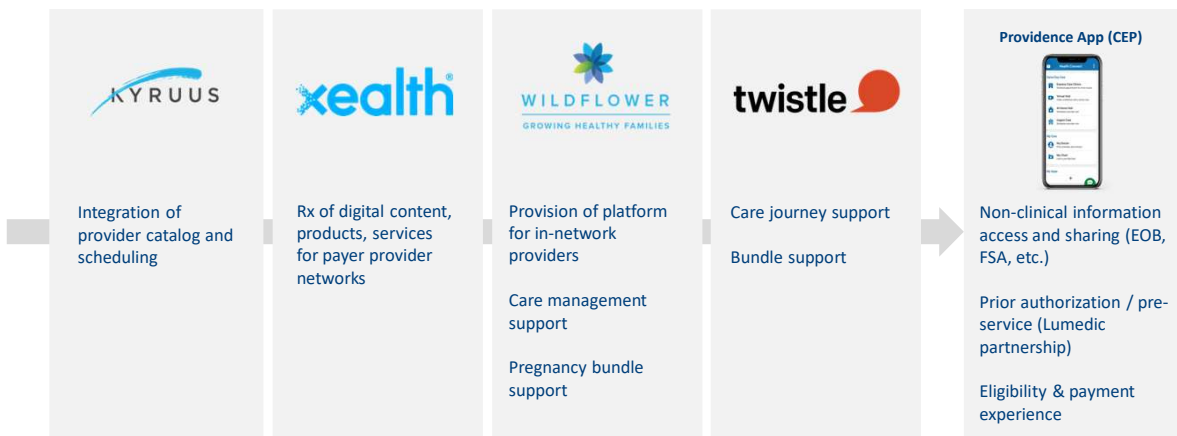 KYRUUS
Integration of
provider catalog and
scheduling
xealth®
Rx of digital content,
products, services
for payer provider
networks
WILDFLOWER
GROWING HEALTHY FAMILIES
Provision of platform
for in-network
providers
Care management
support
Pregnancy bundle
support
twistle
Care journey support
Bundle support
Providence App (CEP)
Non-clinical information
access and sharing (EOB,
FSA, etc.)
Prior authorization / pre-
service (Lumedic
partnership)
Eligibility & payment
experience